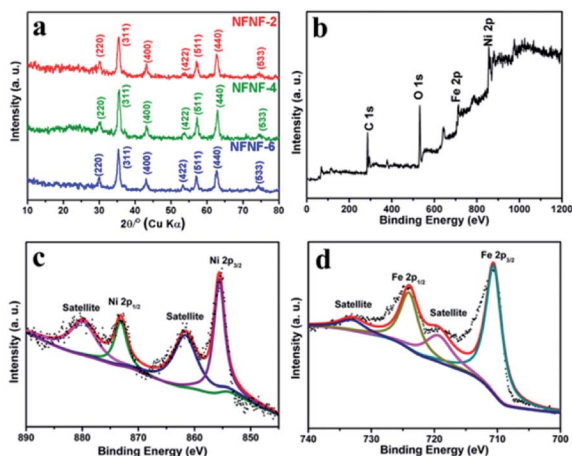 a
NFNF-2
(220)
(311)
(400)
(422)
(511)
(440)
(533)
NFNF-4
(220)
(311)
(400)
(422)
(511)
(440)
(533)
NFNF-6
(220)
(311)
(400)
(422)
(511)
(440)
(533)
Intensity (a. u.)
10 20 30 40 50 60 70 80
2θ/° (Cu Kα)
b
C 1s
O 1s
Fe 2p
Ni 2p
Intensity (a. u.)
0 200 400 600 800 1000 1200
Binding Energy (eV)
c
Satellite
Ni 2p1/2
Satellite
Ni 2p3/2
Intensity (a. u.)
890 880 870 860 850
Binding Energy (eV)
d
Satellite
Fe 2p1/2
Satellite
Fe 2p3/2
Intensity (a. u.)
740 730 720 710 700
Binding Energy (eV)